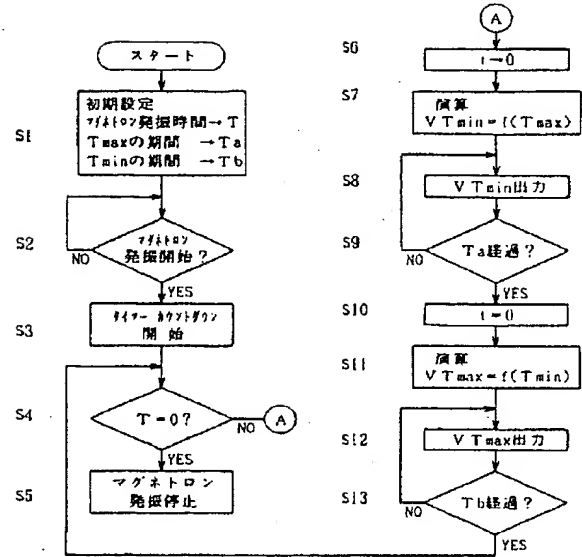 スタート
S1
初期設定
マグネトロン発振時間→T
Tmaxの期間 →Ta
Tminの期間 →Tb
S2
マグネトロン
発振開始?
NO
YES
S3
タイマー カウントダウン
開始
S4
T=0?
NO
A
YES
S5
マグネトロン
発振停止
A
S6
t→0
S7
演算
VTmin=f(Tmax)
S8
VTmin出力
S9
Ta経過?
NO
YES
S10
t=0
S11
演算
VTmax=f(Tmin)
S12
VTmax出力
S13
Tb経過?
NO
YES